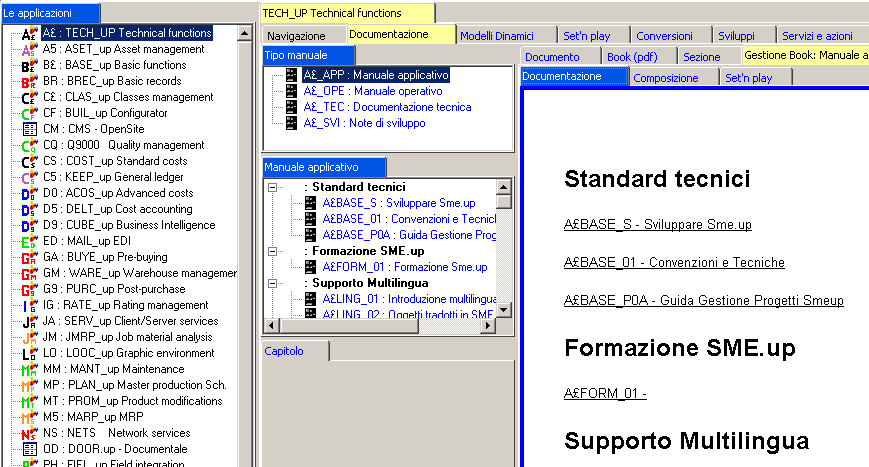 Le applicazioni
A£ : TECH_UP Technical functions
A5 : ASET_up Asset management
B£ : BASE_up Basic functions
BR : BREC_up Basic records
C£ : CLAS_up Classes management
CF : BUIL_up Configurator
CM : CMS - OpenSite
CQ : Q9000 Quality management
CS : COST_up Standard costs
C5 : KEEP_up General ledger
D0 : ACOS_up Advanced costs
D5 : DELT_up Cost accounting
D9 : CUBE_up Business Intelligence
ED : MAIL_up EDI
GA : BUYE_up Pre-buying
GM : WARE_up Warehouse managemer
G9 : PURC_up Post-purchase
IG : RATE_up Rating management
JA : SERV_up Client/Server services
JM : JMRP_up Job material analysis
LO : LOOC_up Graphic environment
MM : MANT_up Maintenance
MP : PLAN_up Master production Sch.
MT : PROM_up Product modifications
M5 : MARP_up MRP
NS : NETS Network services
OD : DOOR.up - Documentale
PH : FIEL_up Field integration
TECH_UP Technical functions
Navigazione
Documentazione
Modelli Dinamici
Set'n play
Conversioni
Sviluppi
Servizi e azioni
Tipo manuale
A£_APP : Manuale applicativo
A£_OPE : Manuale operativo
A£_TEC : Documentazione tecnica
A£_SVI : Note di sviluppo
Manuale applicativo
: Standard tecnici
A£BASE_S : Sviluppare Sme.up
A£BASE_01 : Convenzioni e Tecnicl
A£BASE_P0A : Guida Gestione Prog
: Formazione SME.up
A£FORM_01 : Formazione Sme.up
: Supporto Multilingua
A£LING_01 : Introduzione multilingua
A£LING_02 : Oggetti tradotti in SME
Capitolo
Documento
Book (pdf)
Sezione
Gestione Book: Manuale a
Documentazione
Composizione
Set'n play
Standard tecnici
A£BASE_S - Sviluppare Sme.up
A£BASE_01 - Convenzioni e Tecniche
A£BASE_P0A - Guida Gestione Progetti Smeup
Formazione SME.up
A£FORM_01 -
Supporto Multilingua